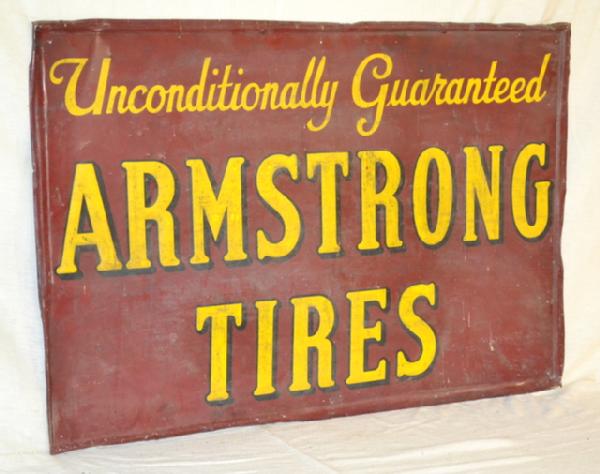 Unconditionally Guaranteed
ARMSTRONG
TIRES